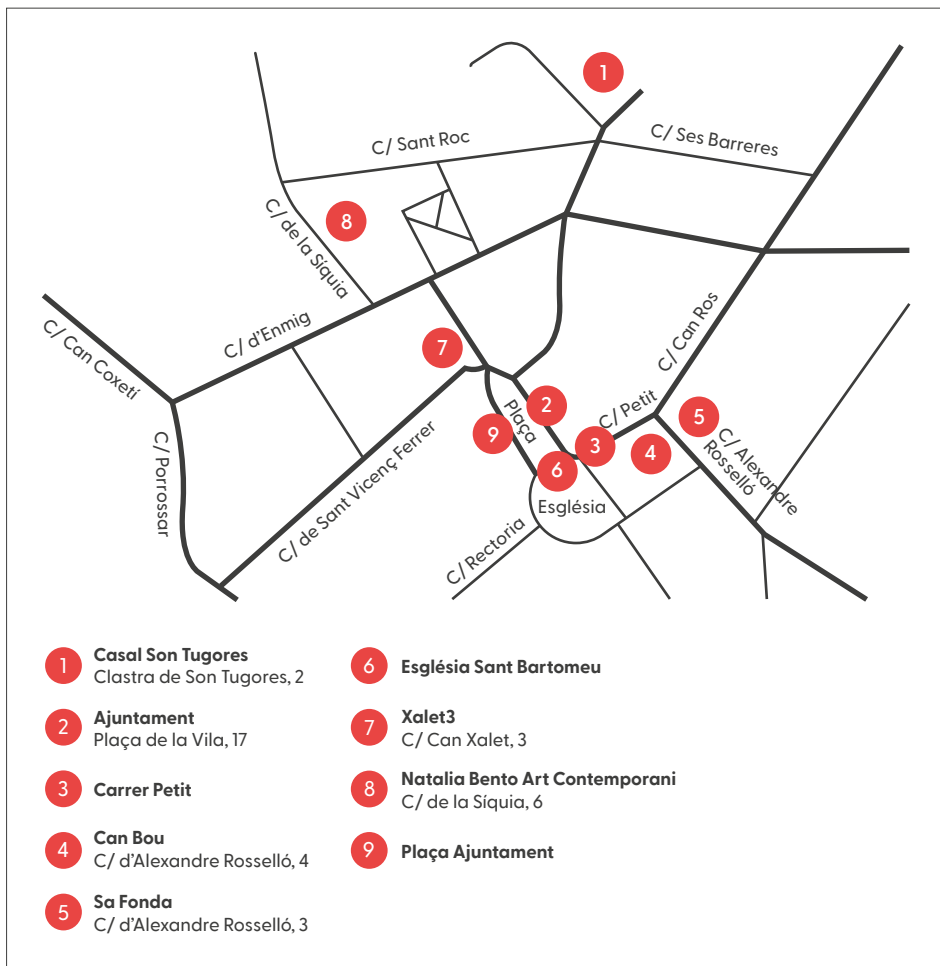 1
C/ Sant Roc
C/ Ses Barreres
8
C/ de la Síquia
C/ d'Enmig
C/ Can Coxetí
7
C/ Can Ros
2
Plaça
C/ Petit
5
9
3
4
C/ Alexandre
Rosselló
6
C/ Porrossar
C/ de Sant Vicenç Ferrer
Església
C/ Rectoria
1
Casal Son Tugores
Clastra de Son Tugores, 2
2
Ajuntament
Plaça de la Vila, 17
3
Carrer Petit
4
Can Bou
C/ d'Alexandre Rosselló, 4
5
Sa Fonda
C/ d'Alexandre Rosselló, 3
6
Església Sant Bartomeu
7
Xalet3
C/ Can Xalet, 3
8
Natalia Bento Art Contemporani
C/ de la Síquia, 6
9
Plaça Ajuntament